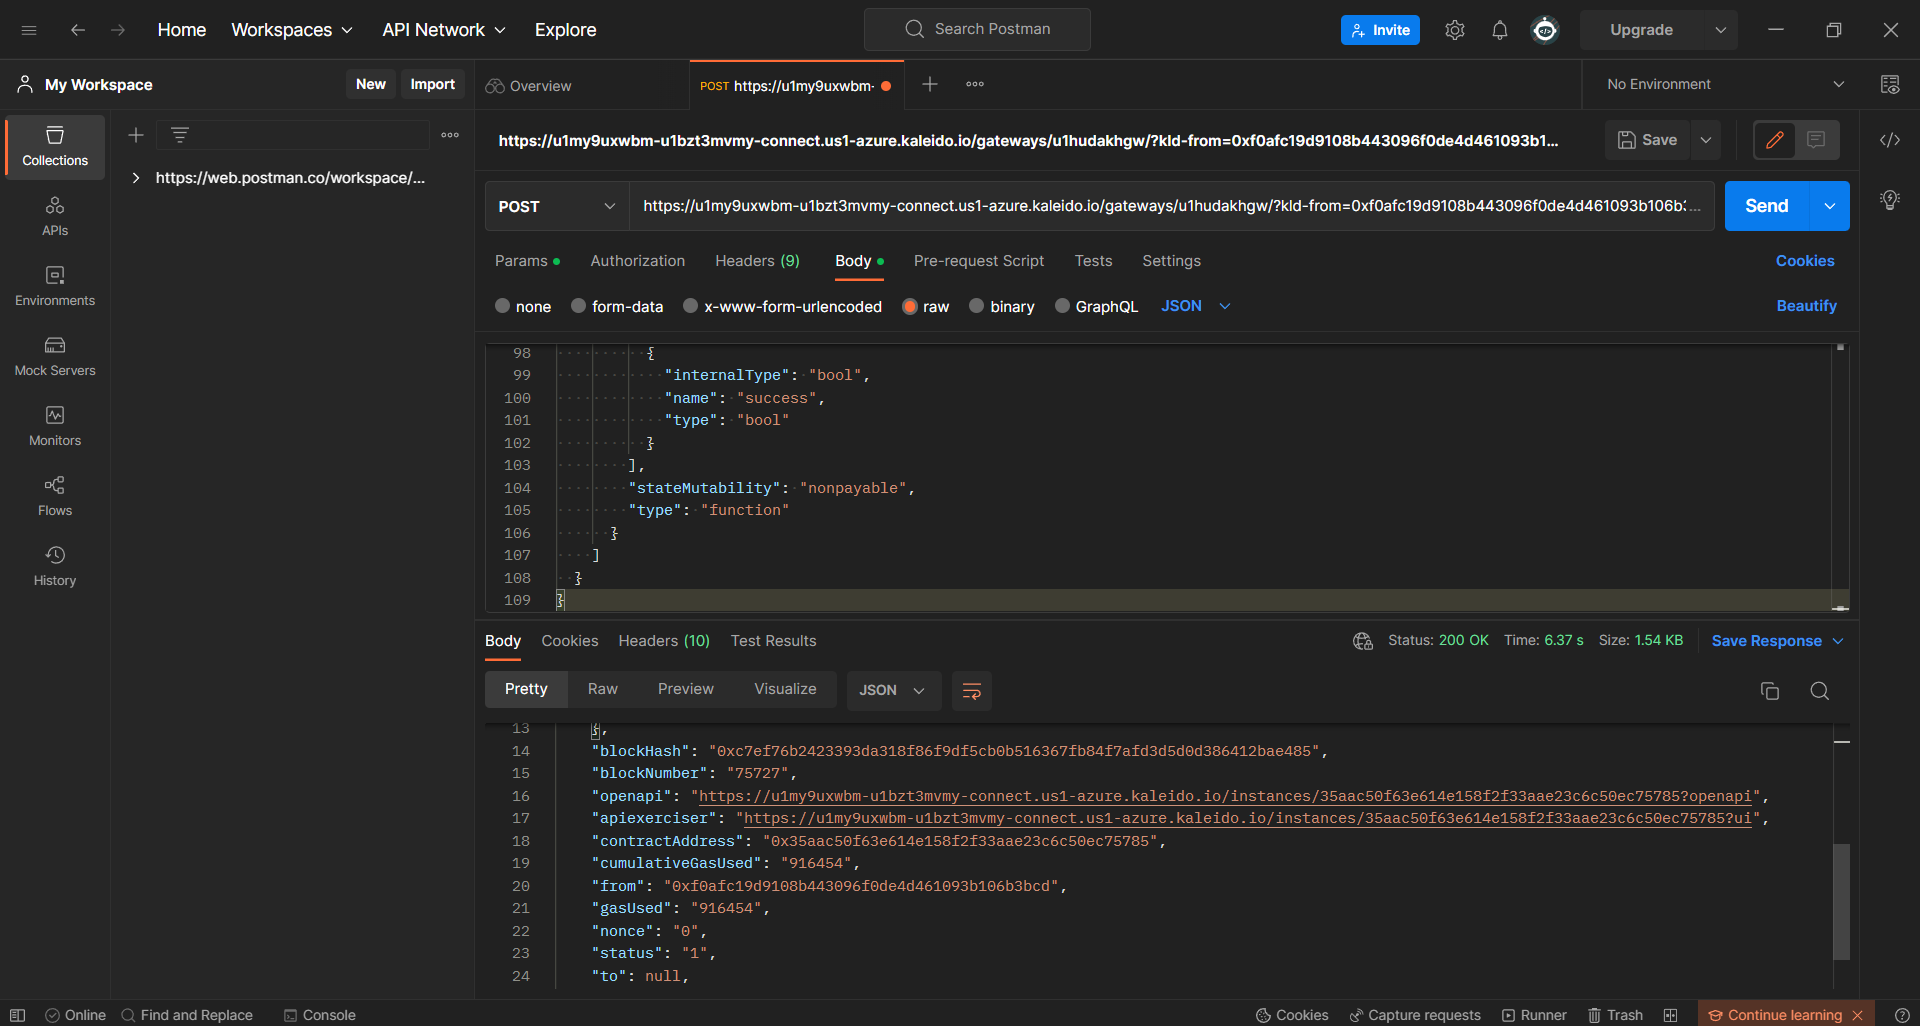 Home Workspaces API Network Explore Search Postman Invite Upgrade
My Workspace New Import Overview POST https://u1my9uxwbm- No Environment
https://u1my9uxwbm-u1bzt3mvmy-connect.us1-azure.kaleido.io/gateways/u1hudakhgw/?kld-from=0xf0afc19d9108b443096f0de4d461093b1... Save
Collections
https://web.postman.co/workspace/...
APIs
Environments
Mock Servers
Monitors
Flows
History
POST https://u1my9uxwbm-u1bzt3mvmy-connect.us1-azure.kaleido.io/gateways/u1hudakhgw/?kld-from=0xf0afc19d9108b443096f0de4d461093b106b3... Send
Params Authorization Headers (9) Body Pre-request Script Tests Settings Cookies
none form-data x-www-form-urlencoded raw binary GraphQL JSON Beautify
98 {
99 "internalType": "bool",
100 "name": "success",
101 "type": "bool"
102 }
103 ],
104 "stateMutability": "nonpayable",
105 "type": "function"
106 }
107 ]
108 }
109 }
Body Cookies Headers (10) Test Results Status: 200 OK Time: 6.37 s Size: 1.54 KB Save Response
Pretty Raw Preview Visualize JSON
13 },
14 "blockHash": "0xc7ef76b2423393da318f86f9df5cb0b516367fb84f7afd3d5d0d386412bae485",
15 "blockNumber": "75727",
16 "openapi": "https://u1my9uxwbm-u1bzt3mvmy-connect.us1-azure.kaleido.io/instances/35aac50f63e614e158f2f33aae23c6c50ec75785?openapi",
17 "apiexerciser": "https://u1my9uxwbm-u1bzt3mvmy-connect.us1-azure.kaleido.io/instances/35aac50f63e614e158f2f33aae23c6c50ec75785?ui",
18 "contractAddress": "0x35aac50f63e614e158f2f33aae23c6c50ec75785",
19 "cumulativeGasUsed": "916454",
20 "from": "0xf0afc19d9108b443096f0de4d461093b106b3bcd",
21 "gasUsed": "916454",
22 "nonce": "0",
23 "status": "1",
24 "to": null,
Online Find and Replace Console Cookies Capture requests Runner Trash Continue learning